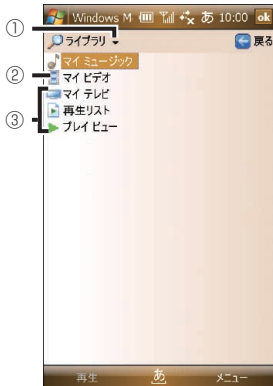 Windows M あ 10:00 ok
① ライブラリ 戻る
マイ ミュージック
② マイ ビデオ
③ マイ テレビ
再生リスト
プレイ ビュー
再生 あ メニュー